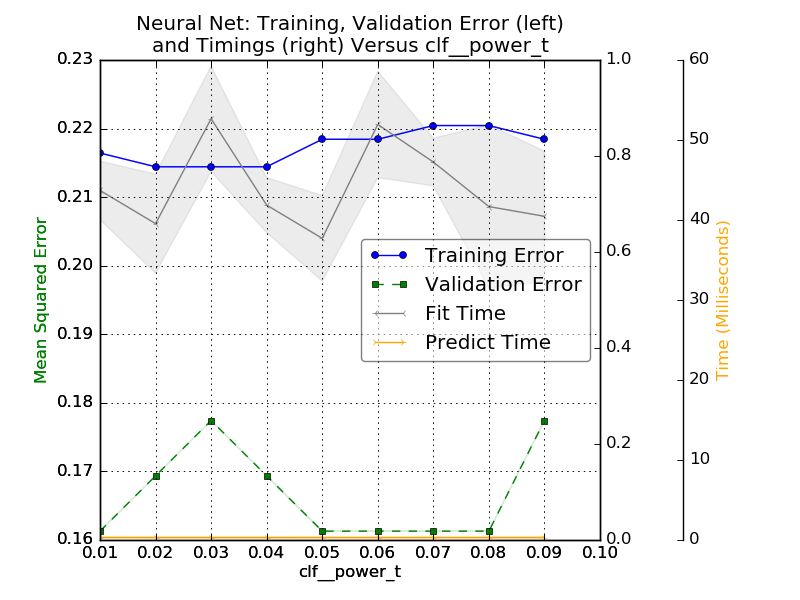 Neural Net: Training, Validation Error (left)
and Timings (right) Versus clf__power_t
0.23
0.22
0.21
0.20
0.19
0.18
0.17
0.16
Mean Squared Error
0.01 0.02 0.03 0.04 0.05 0.06 0.07 0.08 0.09 0.10
clf__power_t
Training Error
Validation Error
Fit Time
Predict Time
1.0
0.8
0.6
0.4
0.2
0.0
60
50
40
30
20
10
0
Time (Milliseconds)